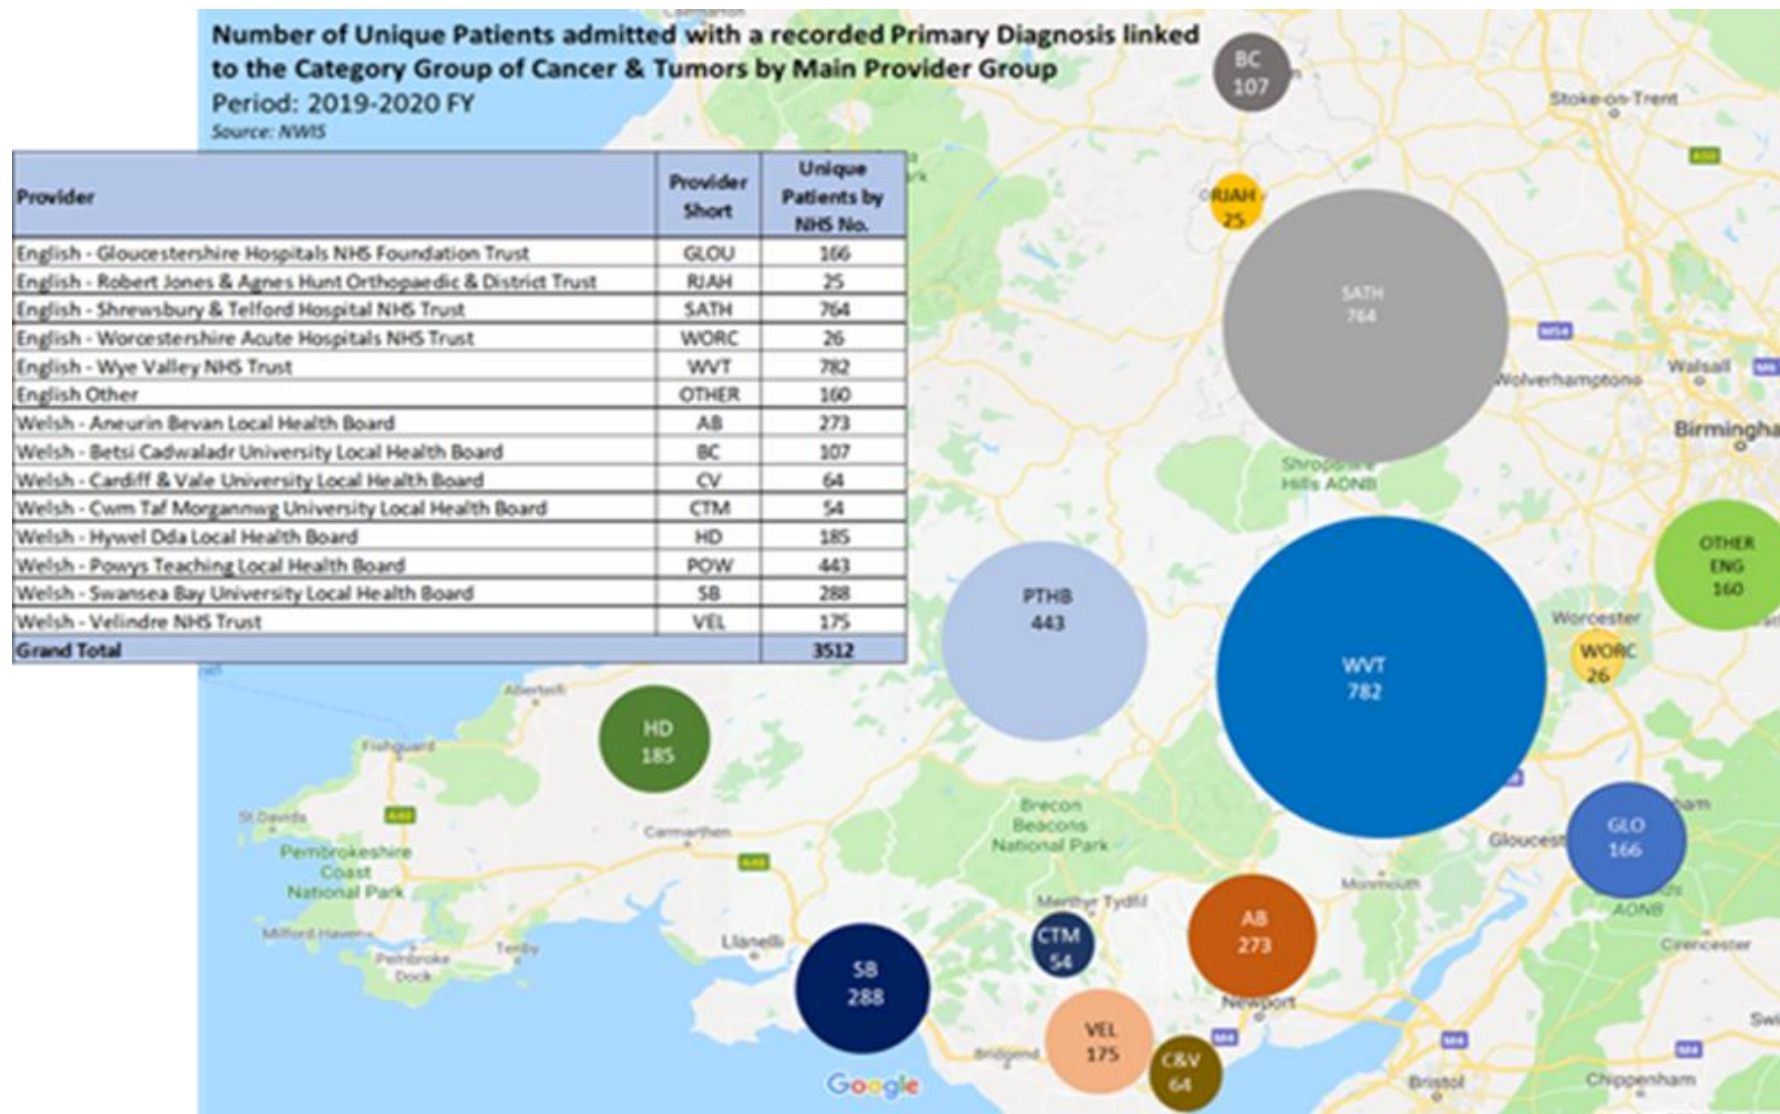 Number of Unique Patients admitted with a recorded Primary Diagnosis linked
to the Category Group of Cancer & Tumors by Main Provider Group
Period: 2019-2020 FY
Source: NWIS
Provider Provider Short Unique Patients by NHS No.
English - Gloucestershire Hospitals NHS Foundation Trust GLOU 166
English - Robert Jones & Agnes Hunt Orthopaedic & District Trust RJAH 25
English - Shrewsbury & Telford Hospital NHS Trust SATH 764
English - Worcestershire Acute Hospitals NHS Trust WORC 26
English - Wye Valley NHS Trust WVT 782
English Other OTHER 160
Welsh - Aneurin Bevan Local Health Board AB 273
Welsh - Betsi Cadwaladr University Local Health Board BC 107
Welsh - Cardiff & Vale University Local Health Board CV 64
Welsh - Cwm Taf Morgannwg University Local Health Board CTM 54
Welsh - Hywel Dda Local Health Board HD 185
Welsh - Powys Teaching Local Health Board POW 443
Welsh - Swansea Bay University Local Health Board SB 288
Welsh - Velindre NHS Trust VEL 175
Grand Total 3512
BC
107
Stoke-on-Trent
A50
RJAH
25
SATH
764
M54
Wolverhampton
Walsall
M6
Shropshire
Hills AONB
OTHER
ENG
160
PTHB
443
WVT
782
Worcester
WORC
26
Aberteifi
HD
185
Fishguard
St Davids
A40
Carmarthen
A48
Pembrokeshire
Coast
National Park
Brecon
Beacons
National Park
GLO
166
Monmouth
AONB
Merthyr Tydfil
Milford Haven
Pembroke
Dock
Tenby
Llanelli
SB
288
CTM
54
AB
273
Cirencester
Newport
VEL
175
C&V
64
M4
M4
M4
Bridgend
Google
Bristol
Chippenham